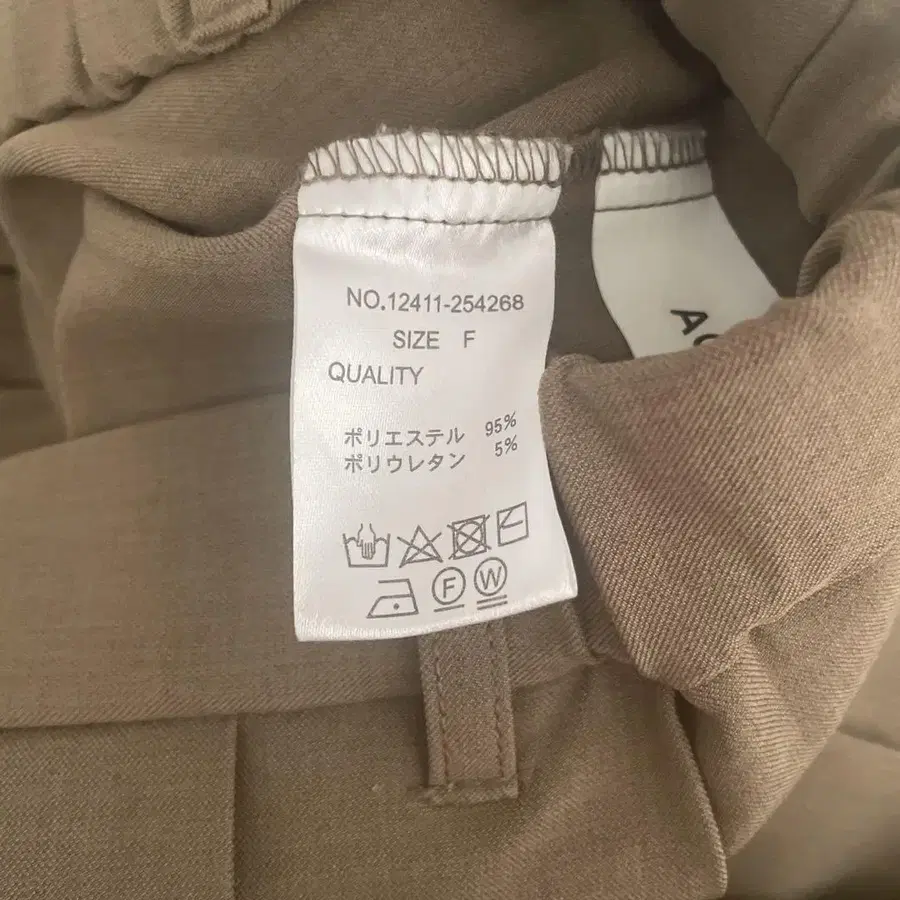 NO.12411-254268
SIZE F
QUALITY
ポリエステル 95%
ポリウレタン 5%
F W